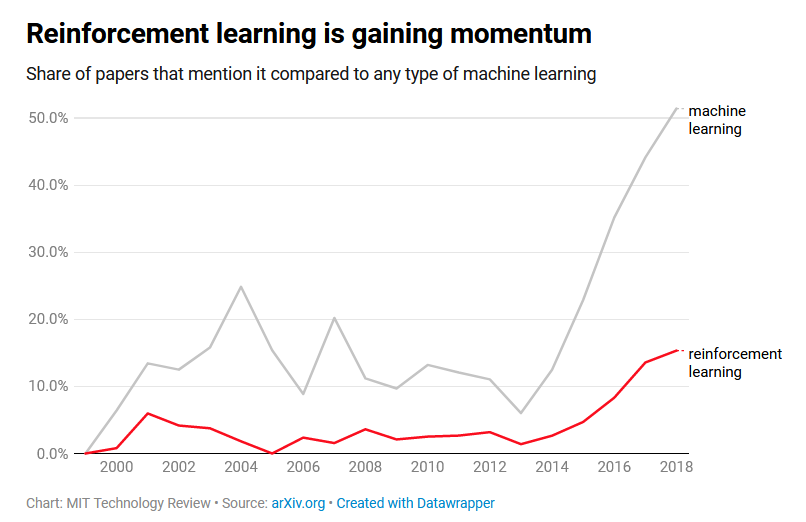 Reinforcement learning is gaining momentum
Share of papers that mention it compared to any type of machine learning
50.0%
40.0%
30.0%
20.0%
10.0%
0.0%
machine
learning
reinforcement
learning
2000 2002 2004 2006 2008 2010 2012 2014 2016 2018
Chart: MIT Technology Review • Source: arXiv.org • Created with Datawrapper